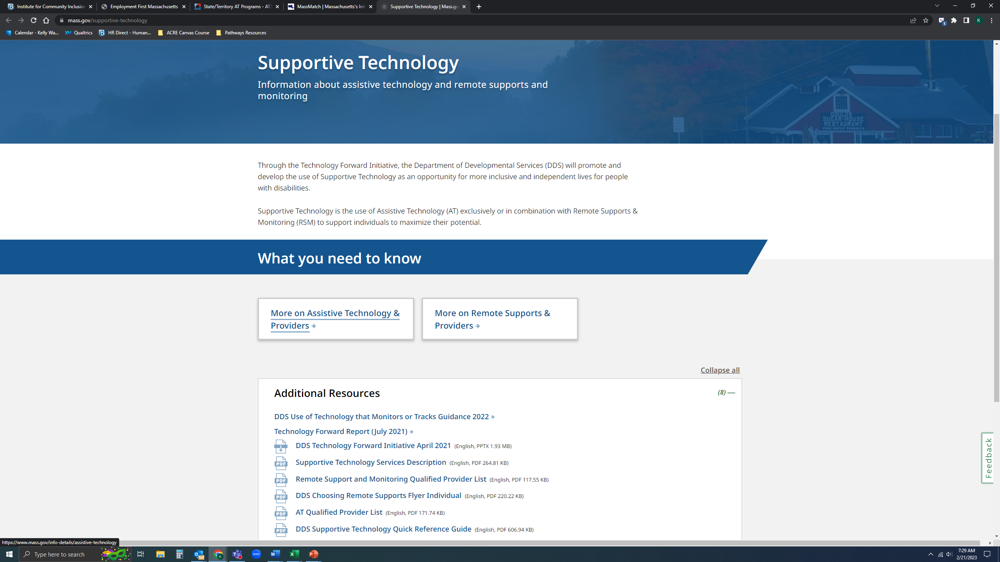 Institute for Community Inclusion
Employment First Massachusetts
State/Territory AT Programs - AT3
MassMatch | Massachusetts's Init
Supportive Technology | Mass.go
mass.gov/supportive-technology
K
1
Calendar - Kelly Wa...
Qualtrics
HR Direct - Human...
ACRE Canvas Course
Pathways Resources
Supportive Technology
Information about assistive technology and remote supports and
monitoring
GOULD'S
SUGAR-HOUSE
RESTAURANT
PURE-MAPLE PRODUCTS
Through the Technology Forward Initiative, the Department of Developmental Services (DDS) will promote and
develop the use of Supportive Technology as an opportunity for more inclusive and independent lives for people
with disabilities.
Supportive Technology is the use of Assistive Technology (AT) exclusively or in combination with Remote Supports &
Monitoring (RSM) to support individuals to maximize their potential.
What you need to know
More on Assistive Technology &
Providers
More on Remote Supports &
Providers
Collapse all
Additional Resources
(8)
DDS Use of Technology that Monitors or Tracks Guidance 2022
Technology Forward Report (July 2021)
DDS Technology Forward Initiative April 2021 (English, PPTX 1.93 MB)
PDF Supportive Technology Services Description (English, PDF 264.81 KB)
PDF Remote Support and Monitoring Qualified Provider List (English, PDF 117.55 KB)
PDF DDS Choosing Remote Supports Flyer Individual (English, PDF 220.22 KB)
PDF AT Qualified Provider List (English, PDF 171.74 KB)
PDF DDS Supportive Technology Quick Reference Guide (English, PDF 606.94 KB)
Feedback
https://www.mass.gov/info-details/assistive-technology
Type here to search
zoom
7:29 AM
2/21/2023